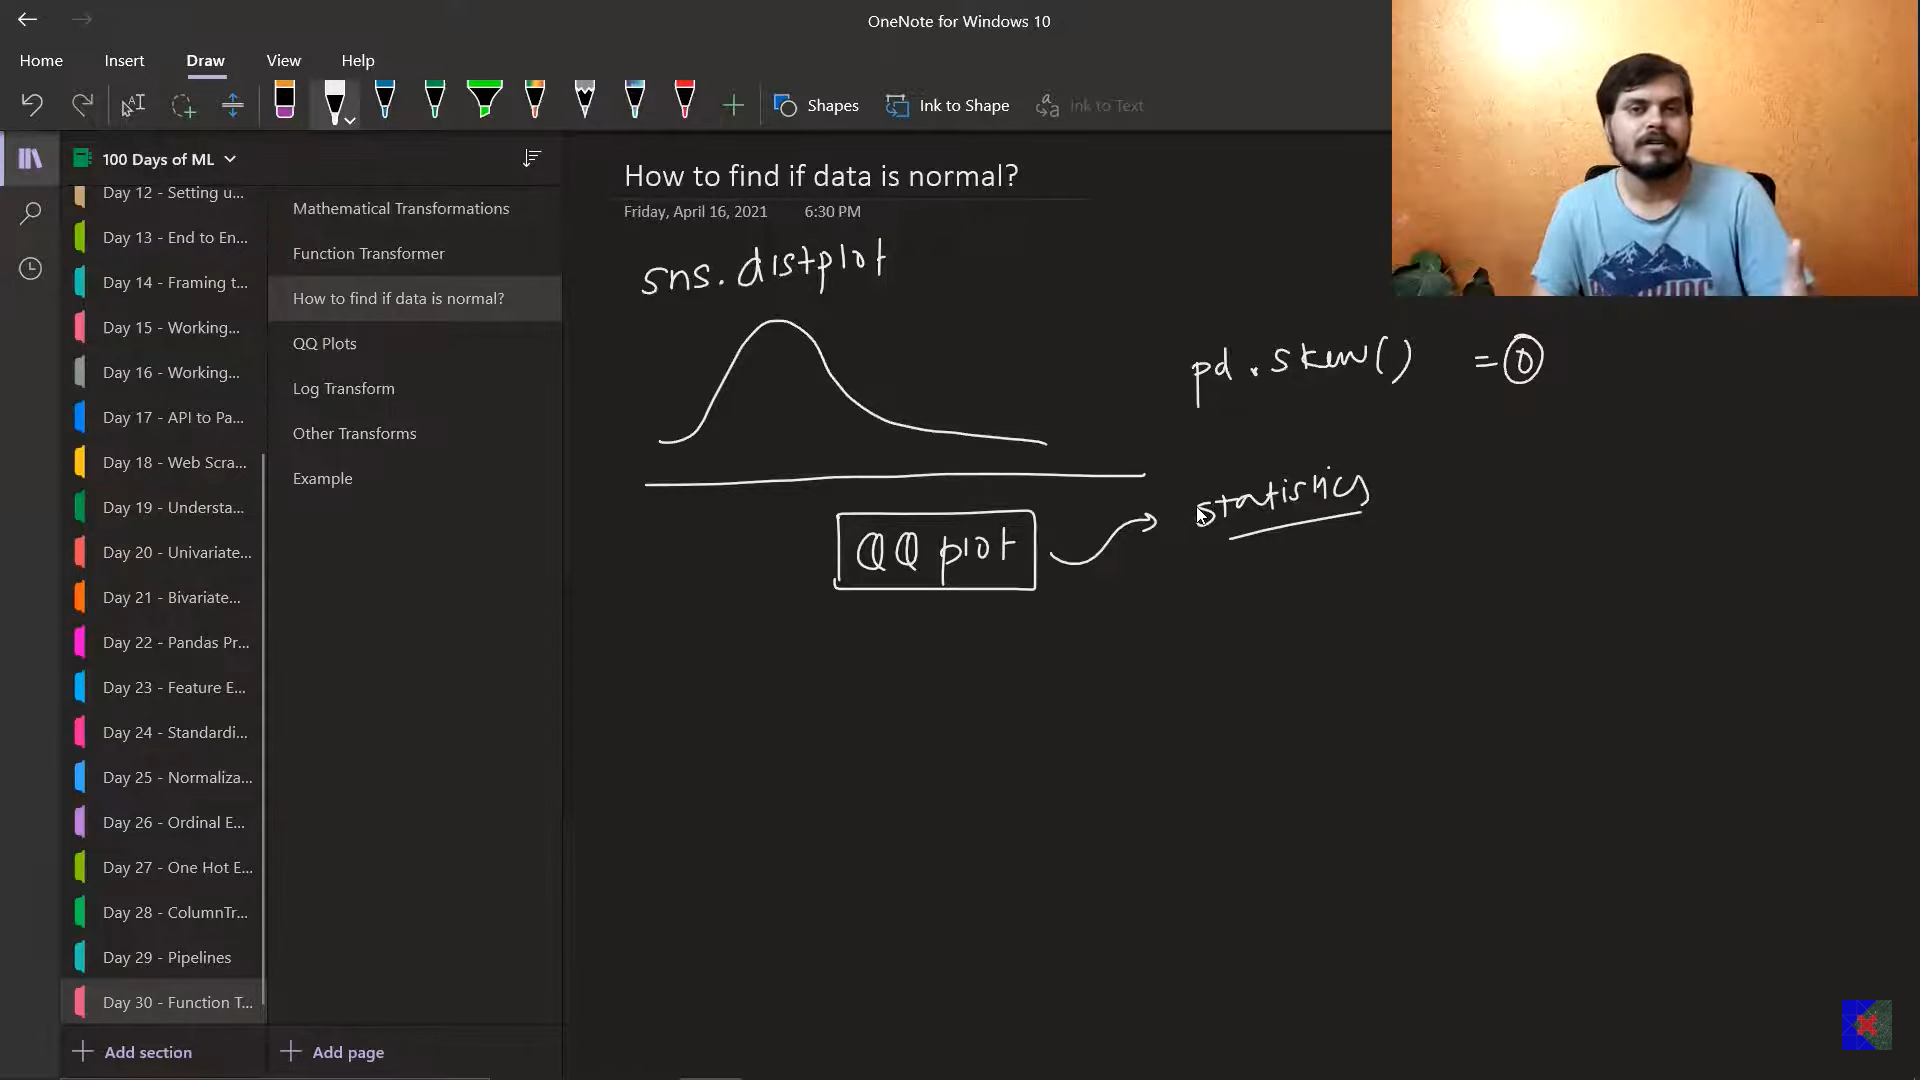 OneNote for Windows 10
Home Insert Draw View Help
Shapes Ink to Shape Ink to Text
100 Days of ML
Day 12 - Setting u...
Day 13 - End to En...
Day 14 - Framing t...
Day 15 - Working...
Day 16 - Working...
Day 17 - API to Pa...
Day 18 - Web Scra...
Day 19 - Understa...
Day 20 - Univariate...
Day 21 - Bivariate...
Day 22 - Pandas Pr...
Day 23 - Feature E...
Day 24 - Standardi...
Day 25 - Normaliza...
Day 26 - Ordinal E...
Day 27 - One Hot E...
Day 28 - ColumnTr...
Day 29 - Pipelines
Day 30 - Function T...
Add section
Mathematical Transformations
Function Transformer
How to find if data is normal?
QQ Plots
Log Transform
Other Transforms
Example
Add page
How to find if data is normal?
Friday, April 16, 2021 6:30 PM
sns.distplot
pd.skew() = 0
QQ plot
statistics